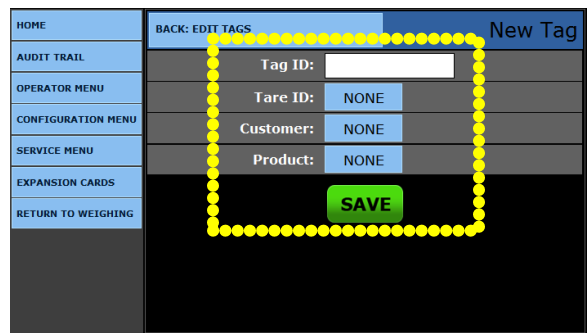 HOME
AUDIT TRAIL
OPERATOR MENU
CONFIGURATION MENU
SERVICE MENU
EXPANSION CARDS
RETURN TO WEIGHING
BACK: EDIT TAGS
New Tag
Tag ID:
Tare ID: NONE
Customer: NONE
Product: NONE
SAVE